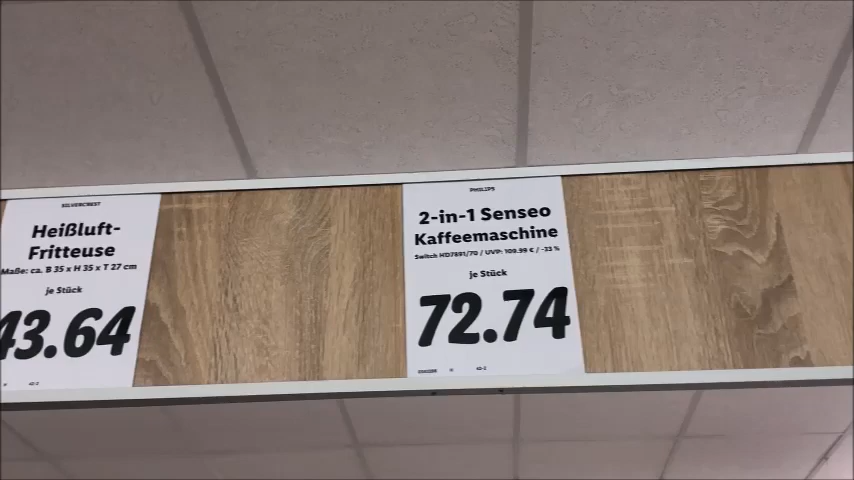 SILVERCREST
Heißluft-
Fritteuse
Maße: ca. B 35 x H 35 x T 27 cm
je Stück
43.64
PHILIPS
2-in-1 Senseo
Kaffeemaschine
Switch HD7891/70 / UVP: 109.99 € / -33 %
je Stück
72.74